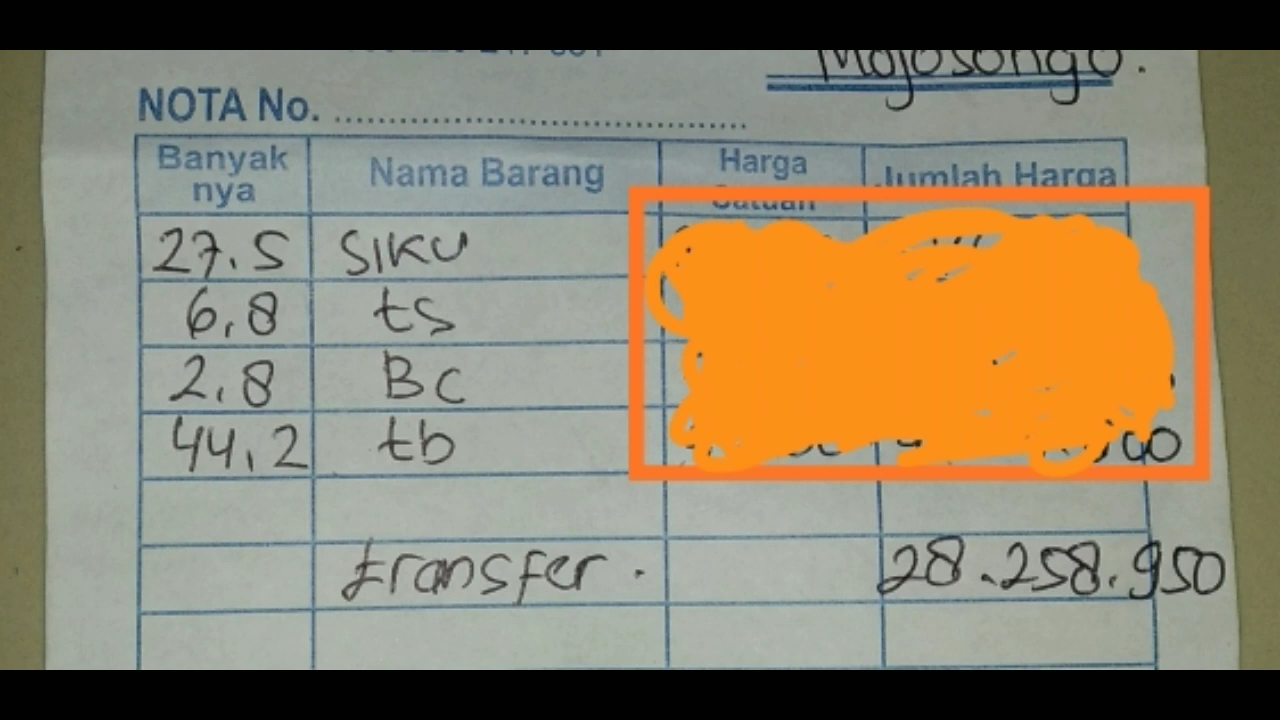 Mojosongo.
NOTA No. ........................................
Banyak nya Nama Barang Harga Satuan Jumlah Harga
27.5 SIKU
6,8 ts
2,8 BC
44,2 tb
transfer. 28.258.950